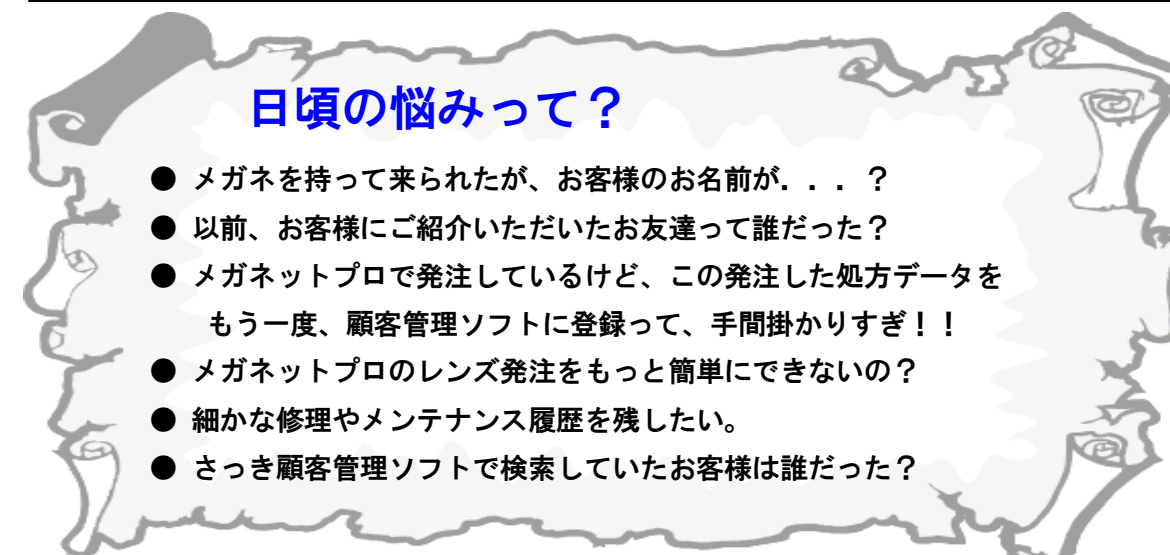 日頃の悩みって？
● メガネを持って来られたが、お客様のお名前が．．．？
● 以前、お客様にご紹介いただいたお友達って誰だった？
● メガネットプロで発注しているけど、この発注した処方データを
もう一度、顧客管理ソフトに登録って、手間掛かりすぎ！！
● メガネットプロのレンズ発注をもっと簡単にできないの？
● 細かな修理やメンテナンス履歴を残したい。
● さっき顧客管理ソフトで検索していたお客様は誰だった？